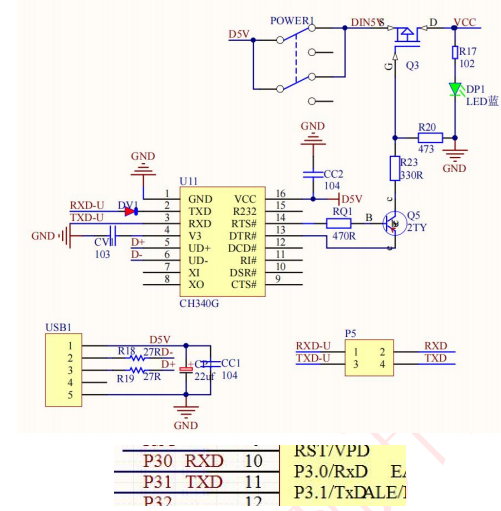 POWER1
D5V
DIN5V
S
D
VCC
Q3
G
R17
102
DP1
LED蓝
GND
R20
473
R23
330R
GND
GND
CC2
104
D5V
U11
RXD-U
DV1
TXD-U
GND
CV1
103
D+
D-
1 GND VCC 16
2 TXD R232 15
3 RXD RTS# 14
4 V3 DTR# 13
5 UD+ DCD# 12
6 UD- RI# 11
7 XI DSR# 10
8 XO CTS# 9
CH340G
RQ1
470R
B
c
e
Q5
2TY
USB1
1
2
3
4
5
D5V
R18 27R D-
R19 27R D+
22uf
CC1
104
GND
P5
RXD-U 1 2 RXD
TXD-U 3 4 TXD
RST/VPD
P30 RXD 10 P3.0/RxD
P31 TXD 11 P3.1/TxD ALE/
P32 12